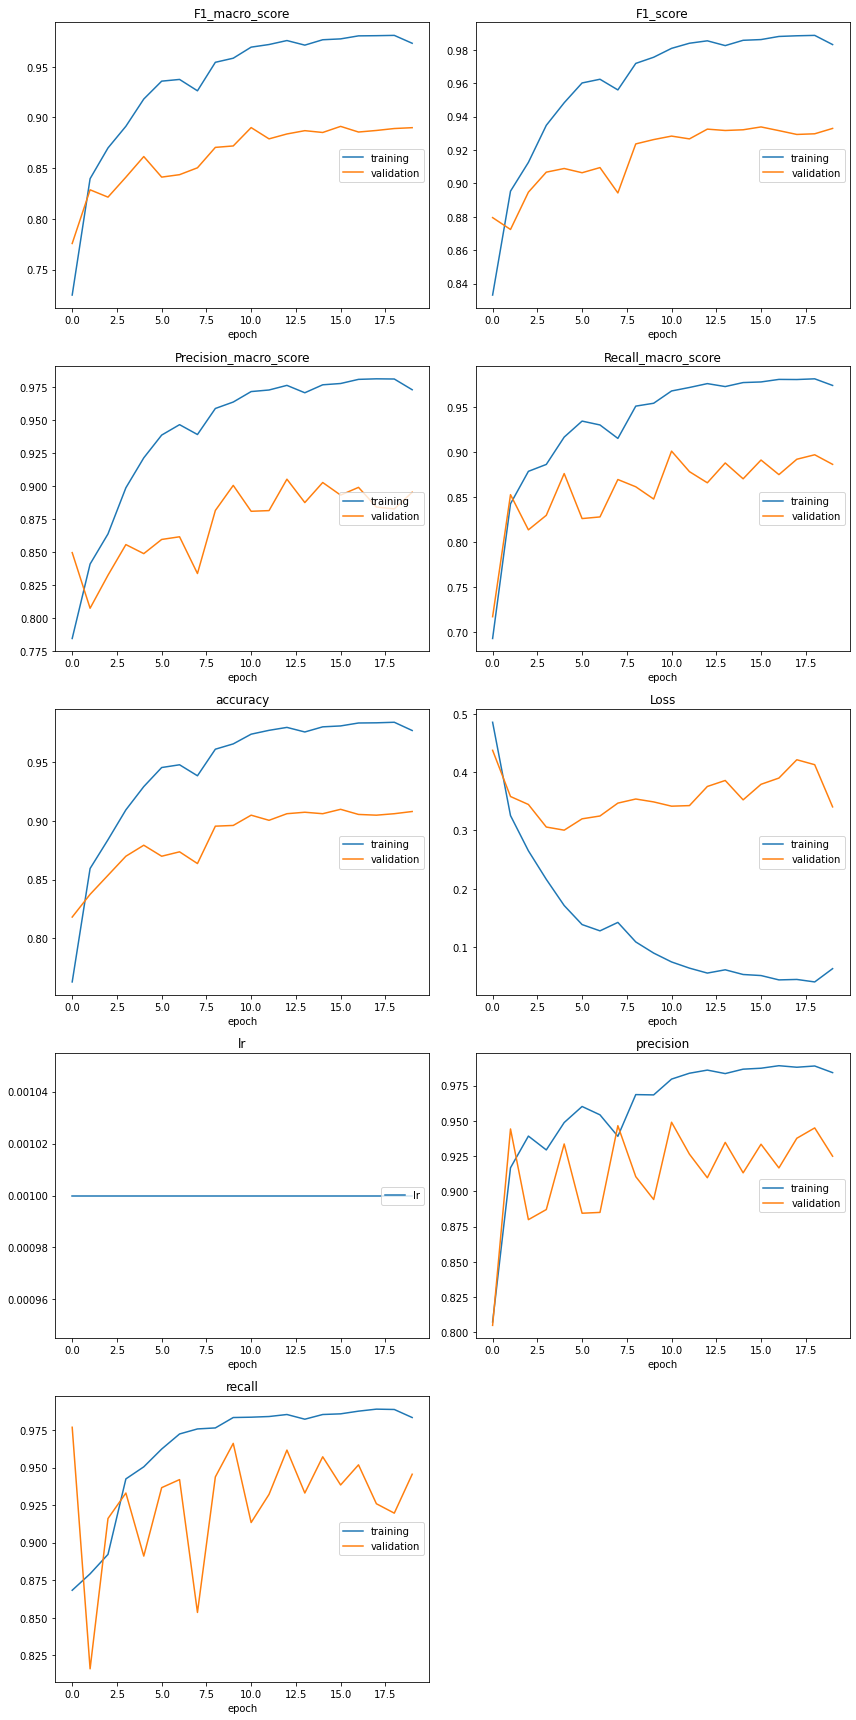 F1_macro_score
0.95
0.90
0.85
0.80
0.75
training
validation
0.0 2.5 5.0 7.5 10.0 12.5 15.0 17.5
epoch
F1_score
0.98
0.96
0.94
0.92
0.90
0.88
0.86
0.84
training
validation
0.0 2.5 5.0 7.5 10.0 12.5 15.0 17.5
epoch
Precision_macro_score
0.975
0.950
0.925
0.900
0.875
0.850
0.825
0.800
0.775
training
validation
0.0 2.5 5.0 7.5 10.0 12.5 15.0 17.5
epoch
Recall_macro_score
0.95
0.90
0.85
0.80
0.75
0.70
training
validation
0.0 2.5 5.0 7.5 10.0 12.5 15.0 17.5
epoch
accuracy
0.95
0.90
0.85
0.80
training
validation
0.0 2.5 5.0 7.5 10.0 12.5 15.0 17.5
epoch
Loss
0.5
0.4
0.3
0.2
0.1
training
validation
0.0 2.5 5.0 7.5 10.0 12.5 15.0 17.5
epoch
lr
0.00104
0.00102
0.00100
0.00098
0.00096
lr
0.0 2.5 5.0 7.5 10.0 12.5 15.0 17.5
epoch
precision
0.975
0.950
0.925
0.900
0.875
0.850
0.825
0.800
training
validation
0.0 2.5 5.0 7.5 10.0 12.5 15.0 17.5
epoch
recall
0.975
0.950
0.925
0.900
0.875
0.850
0.825
training
validation
0.0 2.5 5.0 7.5 10.0 12.5 15.0 17.5
epoch